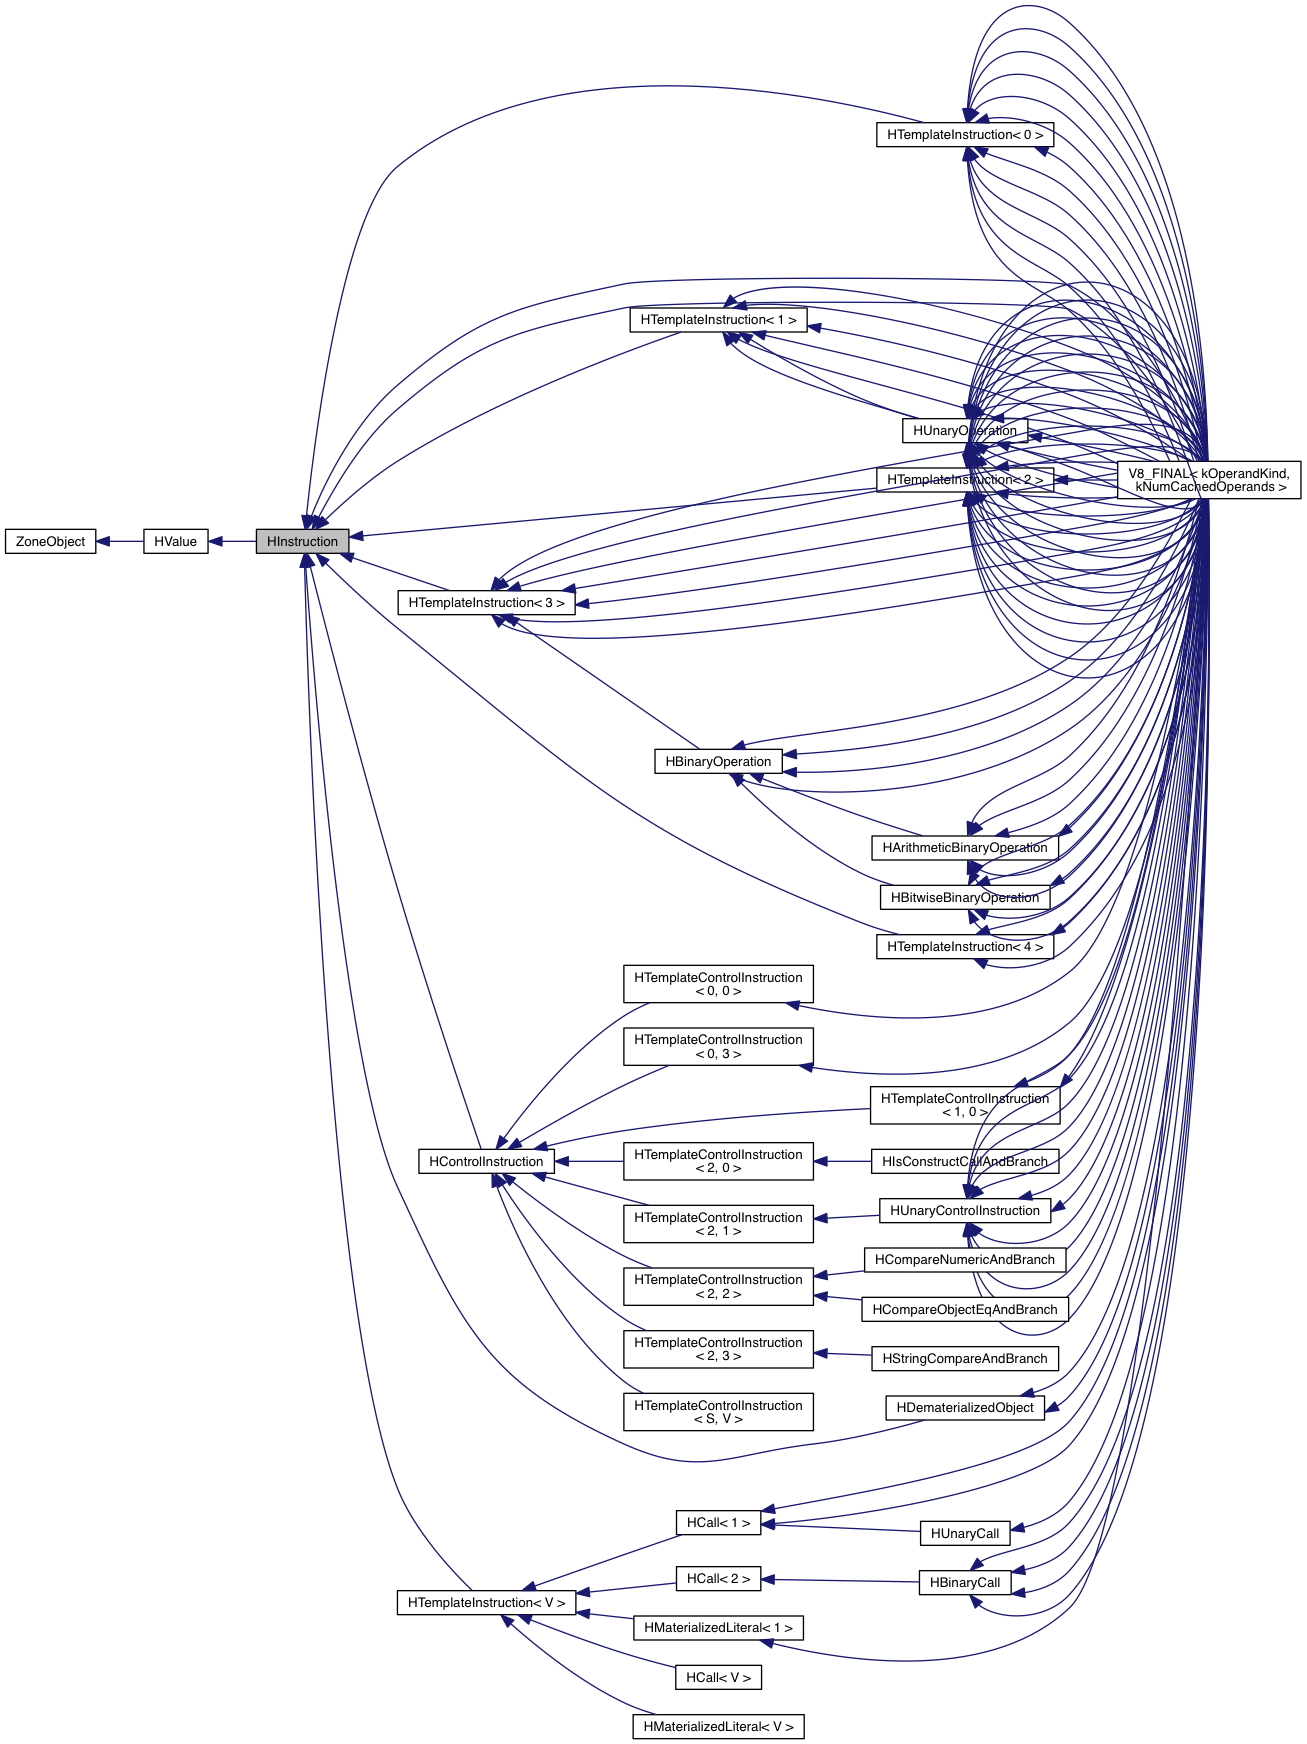 HTemplateInstruction< 0 >
HTemplateInstruction< 1 >
HUnaryOperation
HTemplateInstruction< 2 >
V8_FINAL< kOperandKind,
kNumCachedOperands >
ZoneObject
HValue
HInstruction
HTemplateInstruction< 3 >
HBinaryOperation
HArithmeticBinaryOperation
HBitwiseBinaryOperation
HTemplateInstruction< 4 >
HTemplateControlInstruction
< 0, 0 >
HTemplateControlInstruction
< 0, 3 >
HTemplateControlInstruction
< 1, 0 >
HControlInstruction
HTemplateControlInstruction
< 2, 0 >
HIsConstructCallAndBranch
HTemplateControlInstruction
< 2, 1 >
HUnaryControlInstruction
HCompareNumericAndBranch
HTemplateControlInstruction
< 2, 2 >
HCompareObjectEqAndBranch
HTemplateControlInstruction
< 2, 3 >
HStringCompareAndBranch
HTemplateControlInstruction
< S, V >
HDematerializedObject
HCall< 1 >
HUnaryCall
HCall< 2 >
HBinaryCall
HTemplateInstruction< V >
HMaterializedLiteral< 1 >
HCall< V >
HMaterializedLiteral< V >